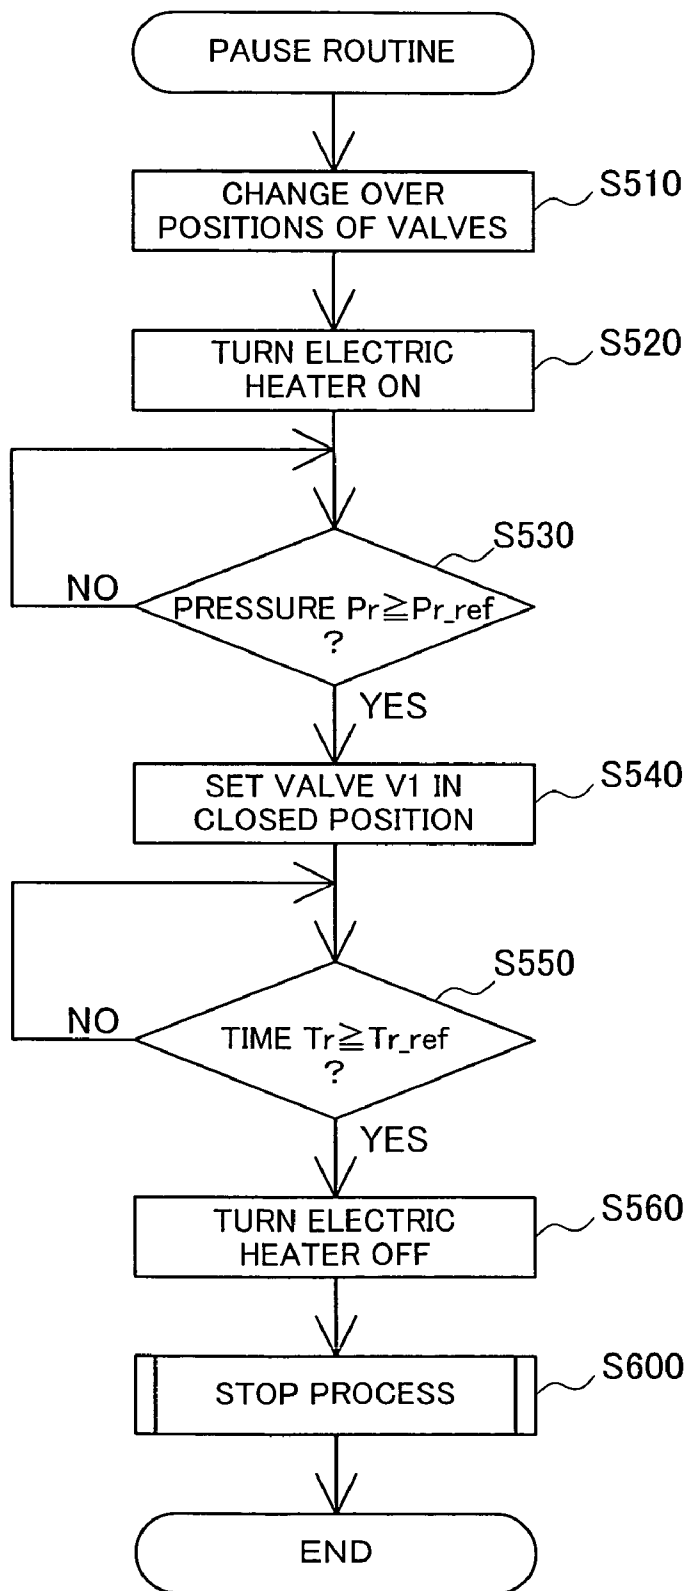 PAUSE ROUTINE
CHANGE OVER
POSITIONS OF VALVES
S510
TURN ELECTRIC
HEATER ON
S520
S530
NO
PRESSURE Pr≧Pr_ref
?
YES
SET VALVE V1 IN
CLOSED POSITION
S540
S550
NO
TIME Tr≧Tr_ref
?
YES
TURN ELECTRIC
HEATER OFF
S560
STOP PROCESS
S600
END